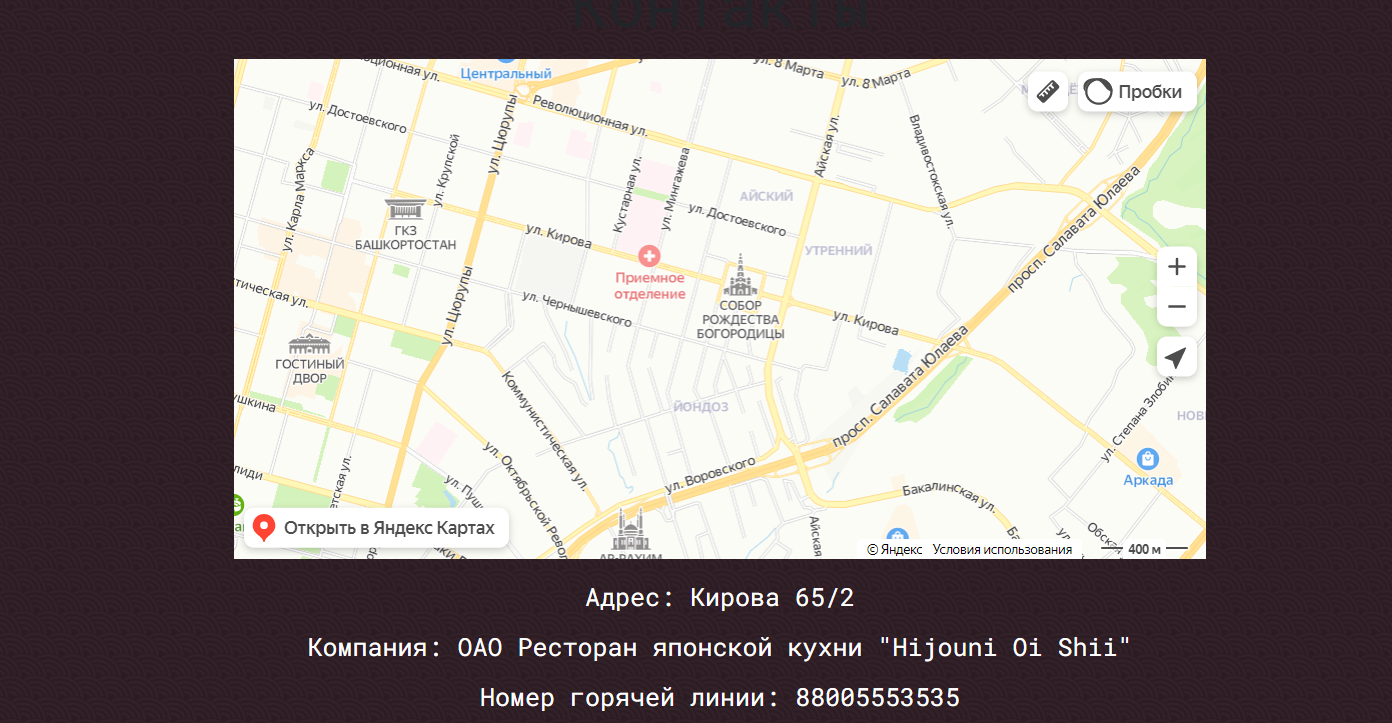 Контакты
Центральный
ул. 8 Марта
ул. 8 Марта
Пробки
ул. Достоевского
Революционная ул.
ул. Цюрупы
ул. Крупской
ул. Карла Маркса
Кустарная ул.
ул. Мингажева
Айская ул.
Владивостокская ул.
просп. Салавата Юлаева
АЙСКИЙ
ул. Достоевского
ГКЗ
БАШКОРТОСТАН
ул. Кирова
УТРЕННИЙ
Приемное
отделение
ул. Чернышевского
СОБОР
РОЖДЕСТВА
БОГОРОДИЦЫ
ул. Кирова
тическая ул.
ул. Цюрупы
ГОСТИНЫЙ
ДВОР
просп. Салавата Юлаева
ЙОНДОЗ
Коммунистическая ул.
ул. Степана Злобин
НОВ
ушкина
лиди
ул. ОктябрьскойРевол
ул. Воровского
Аркада
етская ул.
ул. Пуш
Бакалинская ул.
Айская
Обская
АР-РАХИМ
Открыть в Яндекс Картах
© Яндекс Условия использования
400 м
Адрес: Кирова 65/2
Компания: ОАО Ресторан японской кухни "Hijouni Oi Shii"
Номер горячей линии: 88005553535